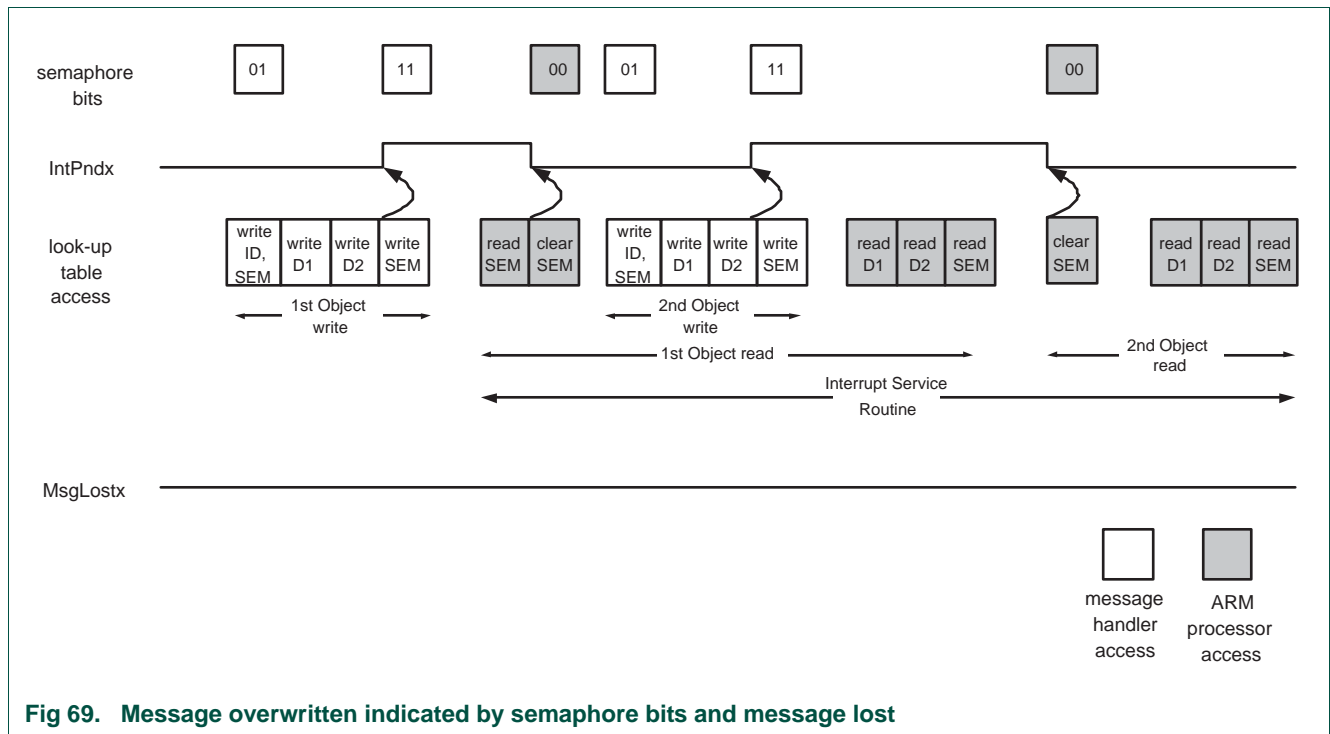 semaphore
bits
01
11
00
01
11
00
IntPndx
look-up
table
access
write
ID,
SEM
write
D1
write
D2
write
SEM
read
SEM
clear
SEM
write
ID,
SEM
write
D1
write
D2
write
SEM
read
D1
read
D2
read
SEM
clear
SEM
read
D1
read
D2
read
SEM
1st Object
write
2nd Object
write
1st Object read
2nd Object
read
Interrupt Service
Routine
MsgLostx
message
handler
access
ARM
processor
access
Fig 69. Message overwritten indicated by semaphore bits and message lost